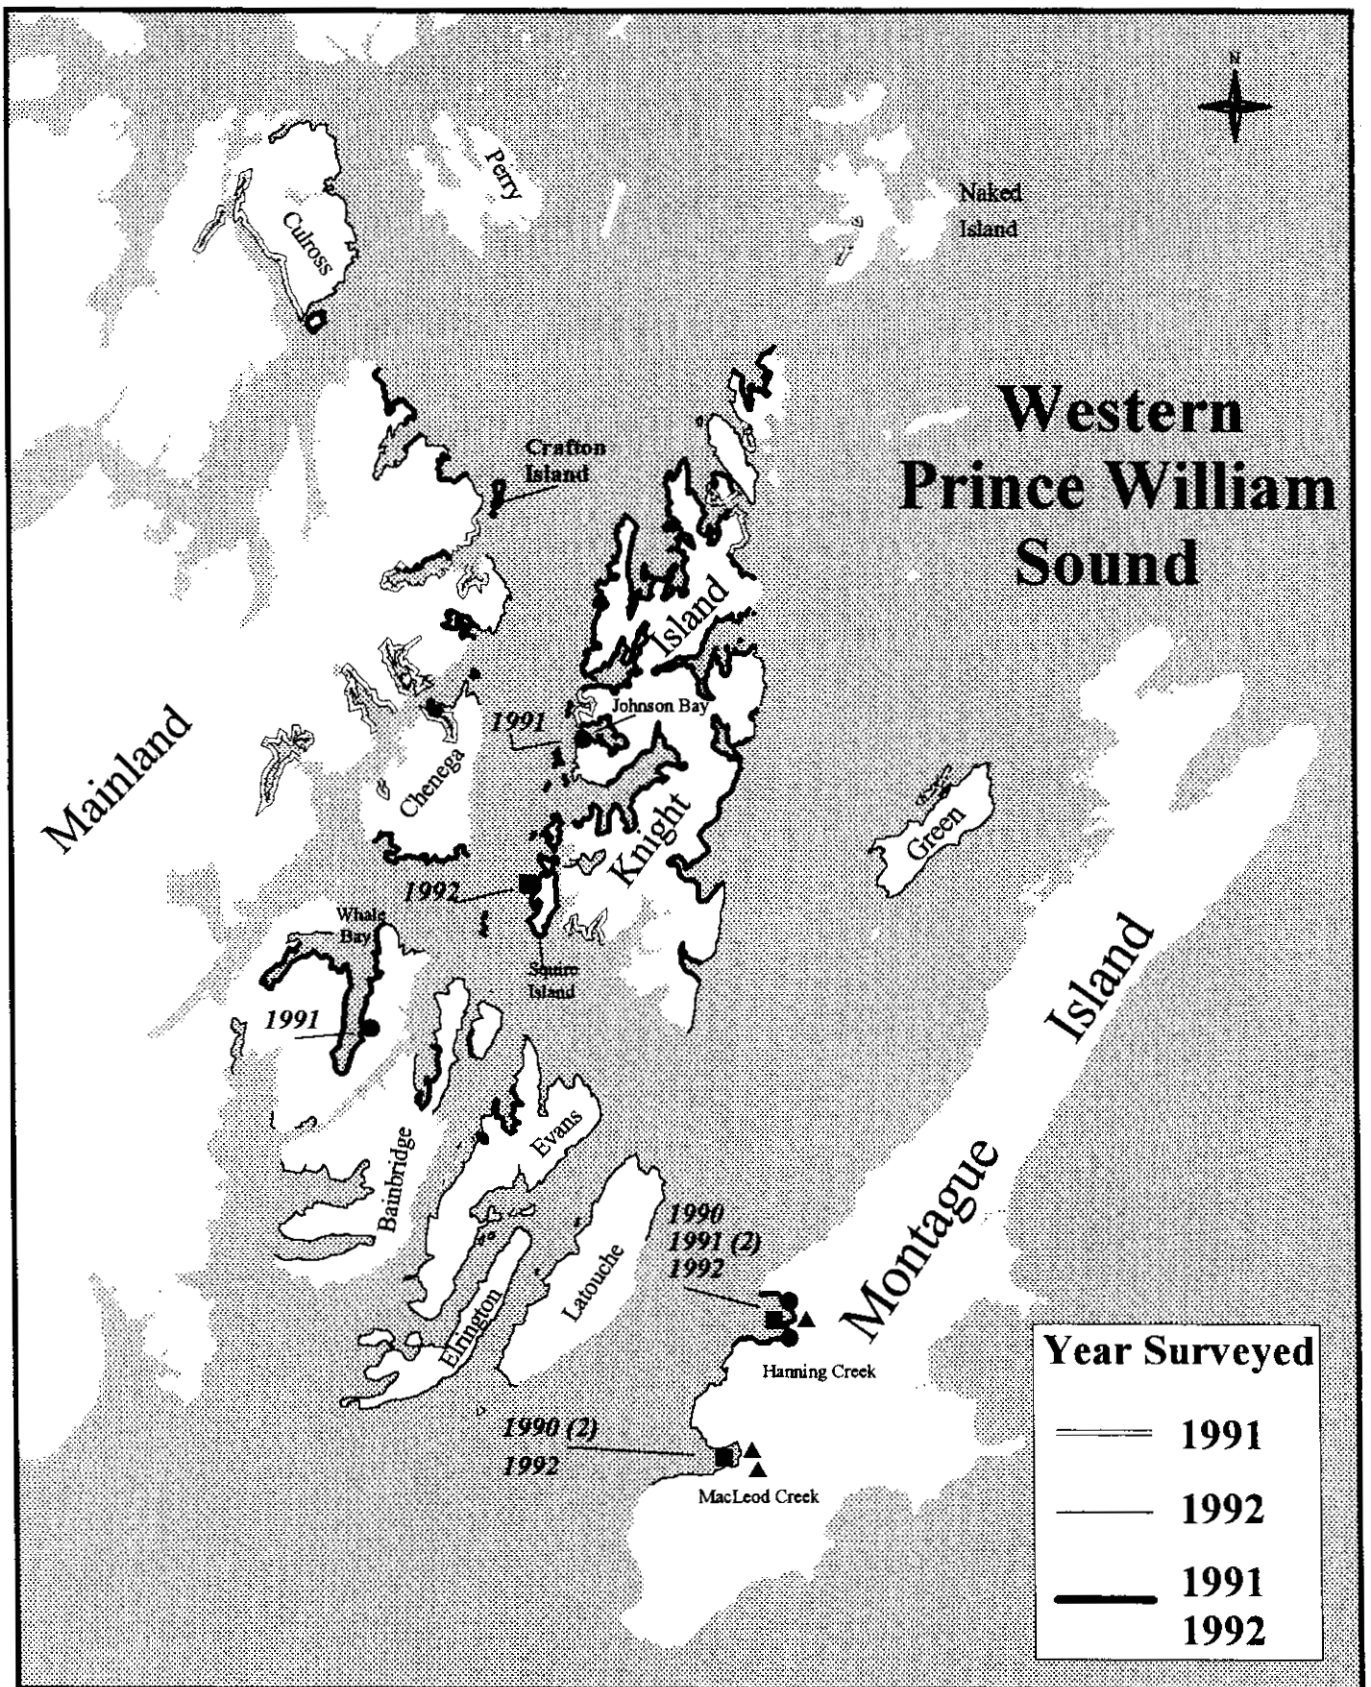 N
Perry
Naked
Island
Culross
Western
Prince William
Sound
Crafton
Island
Island
Johnson Bay
1991
Mainland
Chenega
Knight
Green
1992
Whale
Bay
Squire
Island
1991
Island
Evans
Bainbridge
Montague
1990
1991 (2)
1992
Latouche
Elrington
Hanning Creek
1990 (2)
1992
MacLeod Creek
Year Surveyed
1991
1992
1991
1992